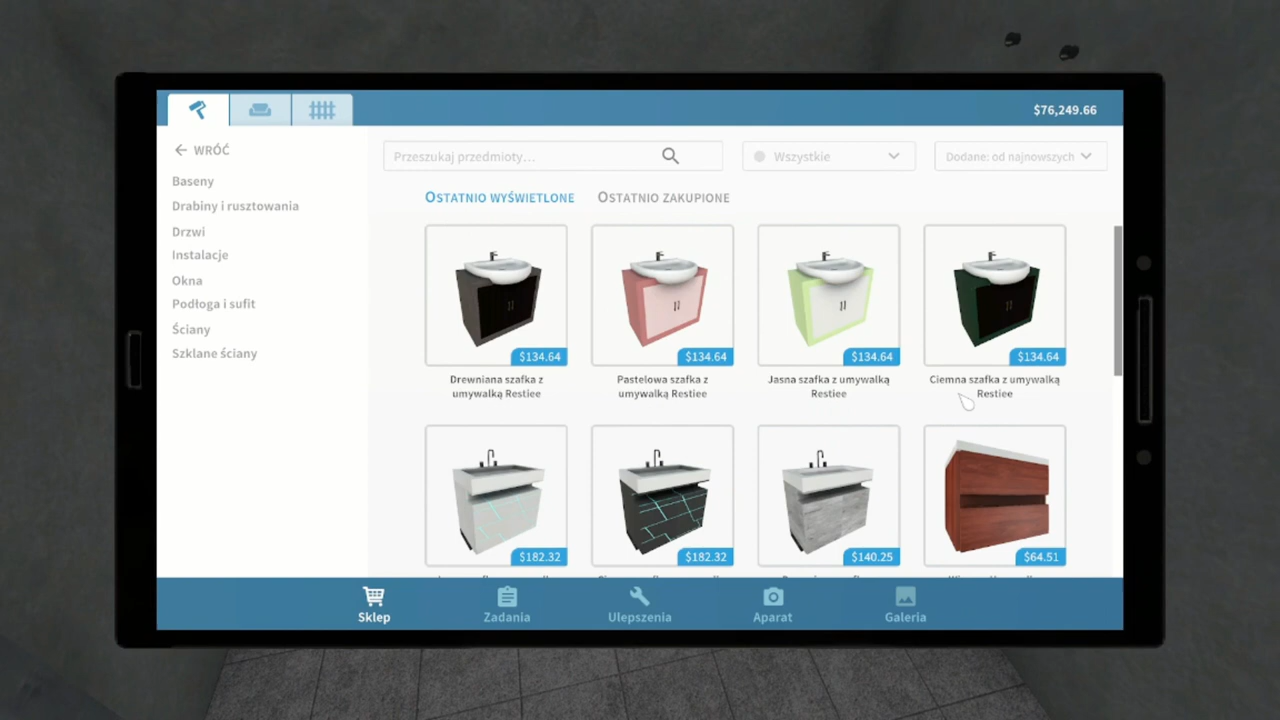 $76,249.66
WRÓĆ
Przeszukaj przedmioty...
Wszystkie
Dodane: od najnowszych
Baseny
Drabiny i rusztowania
Drzwi
Instalacje
Okna
Podłoga i sufit
Ściany
Szklane ściany
OSTATNIO WYŚWIETLONE
OSTATNIO ZAKUPIONE
$134.64
Drewniana szafka z
umywalką Restiee
$134.64
Pastelowa szafka z
umywalką Restiee
$134.64
Jasna szafka z umywalką
Restiee
$134.64
Ciemna szafka z umywalką
Restiee
$182.32
$182.32
$140.25
$64.51
Sklep
Zadania
Ulepszenia
Aparat
Galeria